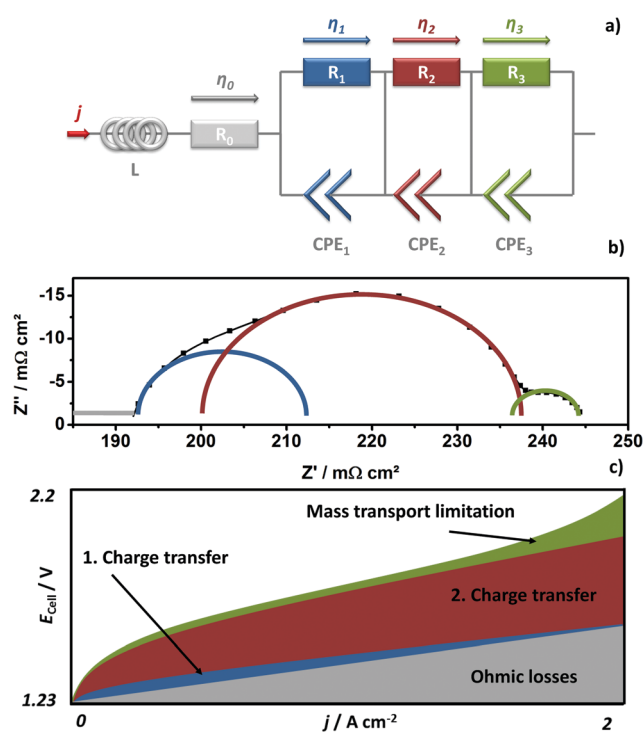 a)
η1 η2 η3
R1 R2 R3
η0
j
R0
L
CPE1 CPE2 CPE3
b)
-15
-10
-5
0
Z'' / mΩ cm²
190 200 210 220 230 240 250
Z' / mΩ cm²
c)
2.2
Mass transport limitation
1. Charge transfer
ECell / V
2. Charge transfer
Ohmic losses
1.23
0 2
j / A cm-2